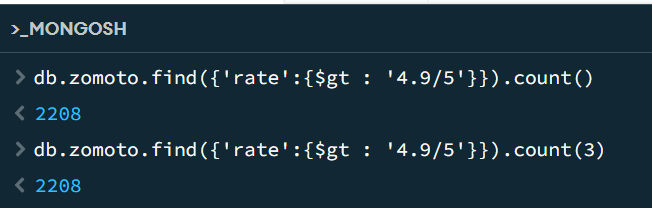 >_MONGOSH
> db.zomoto.find({'rate':{$gt : '4.9/5'}}).count()
< 2208
> db.zomoto.find({'rate':{$gt : '4.9/5'}}).count(3)
< 2208